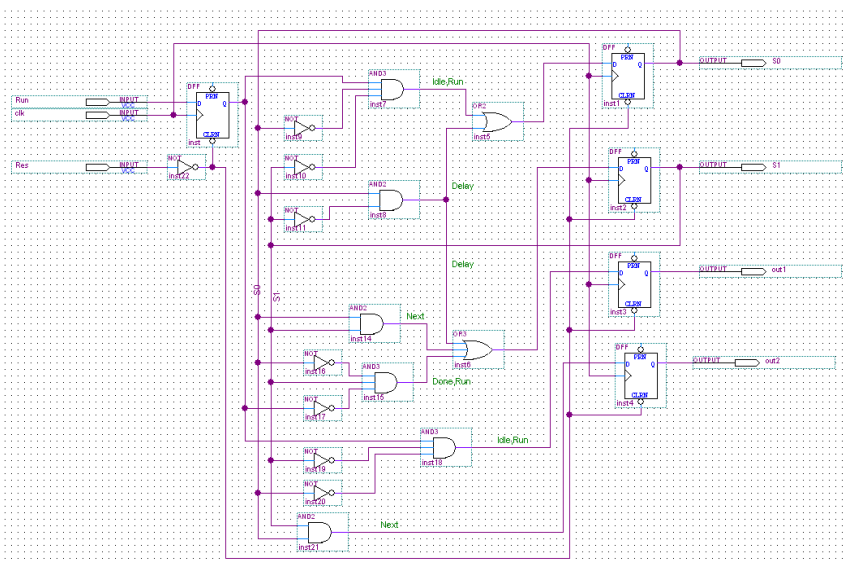 DFF
PRN
D Q
CLRN
inst1
OUTPUT S0
AND3
Idle,Run
inst7
DFF
PRN
D Q
CLRN
inst
Run INPUT
VCC
clk INPUT
VCC
OR2
inst5
NOT
inst9
Res INPUT
VCC
NOT
inst22
NOT
inst10
DFF
PRN
D Q
CLRN
inst2
OUTPUT S1
AND2
Delay
inst8
NOT
inst11
Delay
DFF
PRN
D Q
CLRN
inst3
OUTPUT out1
S0
S1
AND2
Next
inst14
OR3
inst6
DFF
PRN
D Q
CLRN
inst4
OUTPUT out2
NOT
inst16
AND3
Done,Run
inst15
NOT
inst17
AND3
Idle,Run
inst18
NOT
inst19
NOT
inst20
AND2
Next
inst21